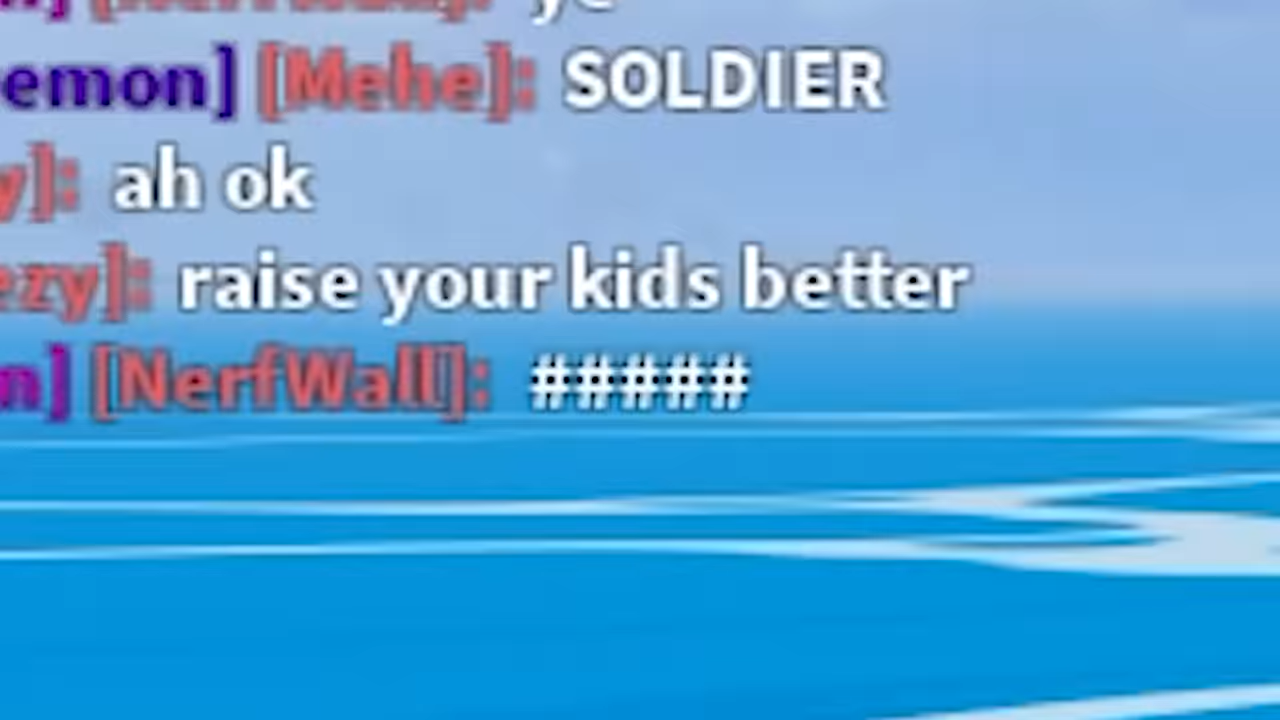 emon] [Mehe]: SOLDIER
y]: ah ok
ezy]: raise your kids better
n] [NerfWall]: #####